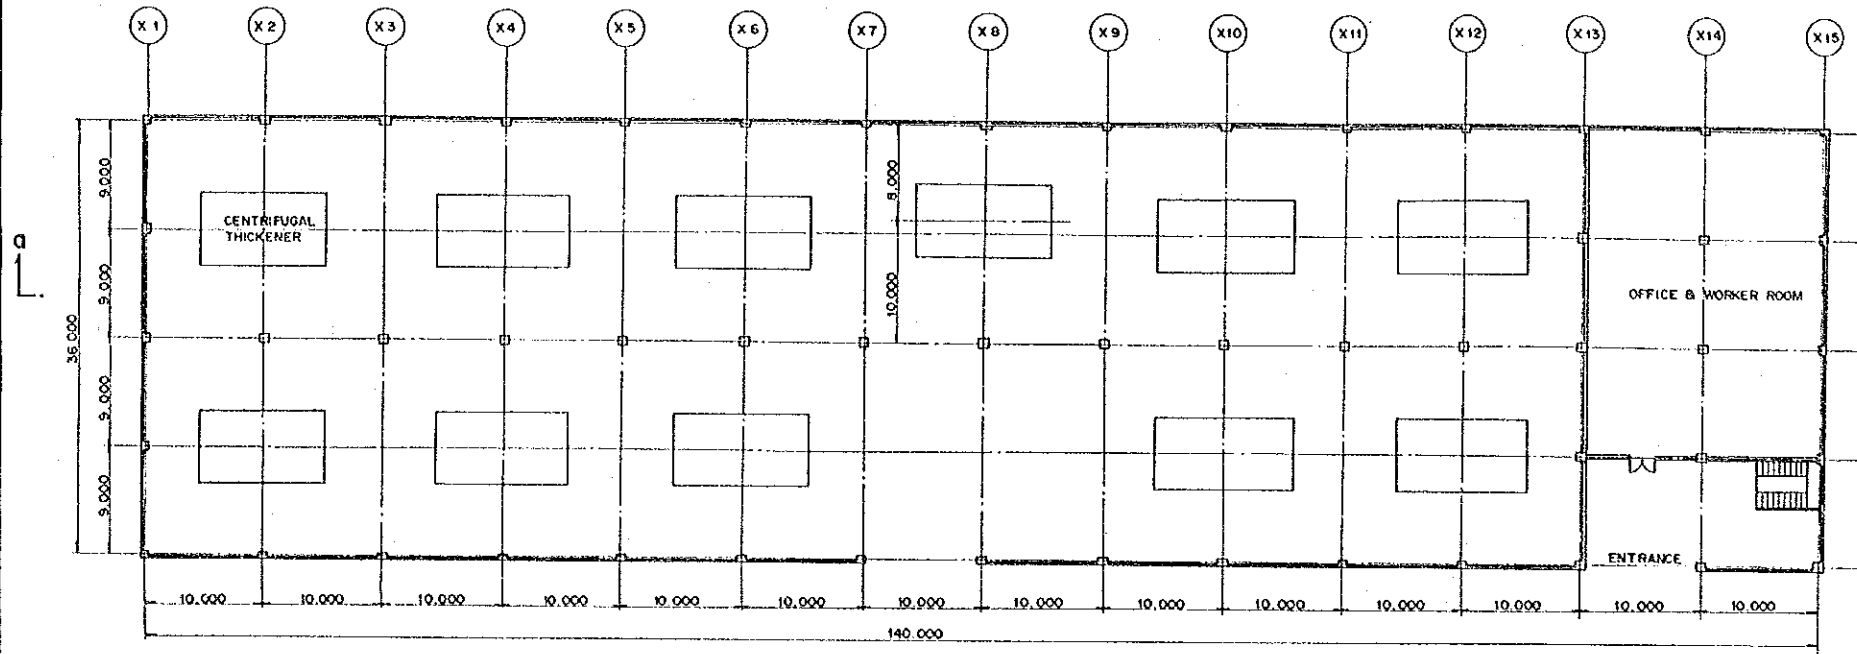 X1 X2 X3 X4 X5 X6 X7 X8 X9 X10 X11 X12 X13 X14 X15
9.000
8.000
CENTRIFUGAL
THICKENER
a
9.000
10.000
OFFICE & WORKER ROOM
36.000
9.000
9.000
ENTRANCE
10.000 10.000 10.000 10.000 10.000 10.000 10.000 10.000 10.000 10.000 10.000 10.000 10.000 10.000
140.000